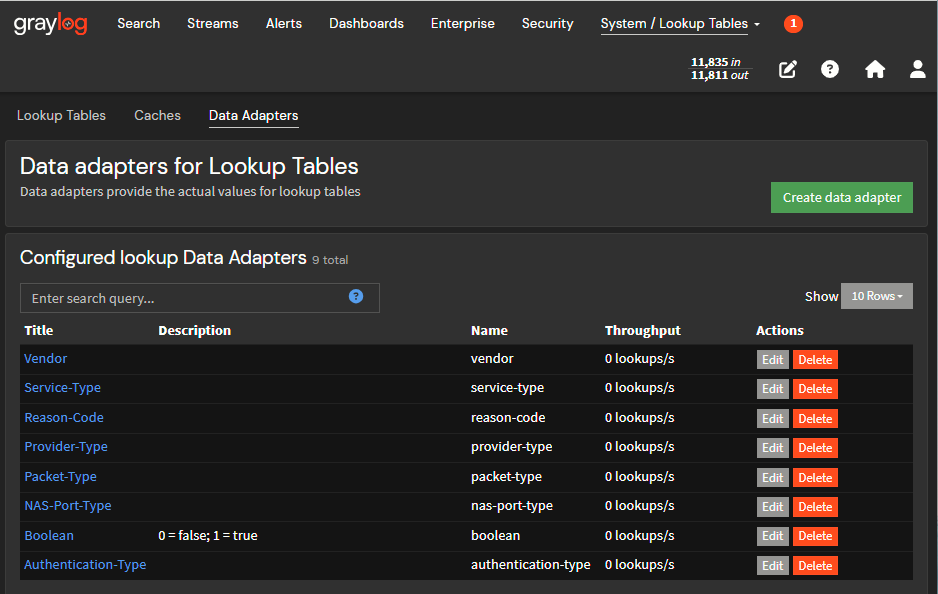 graylog Search Streams Alerts Dashboards Enterprise Security System / Lookup Tables 1
11,835 in
11,811 out
Lookup Tables Caches Data Adapters
Data adapters for Lookup Tables
Data adapters provide the actual values for lookup tables
Create data adapter
Configured lookup Data Adapters 9 total
Enter search query... ? Show 10 Rows
Title Description Name Throughput Actions
Vendor vendor 0 lookups/s Edit Delete
Service-Type service-type 0 lookups/s Edit Delete
Reason-Code reason-code 0 lookups/s Edit Delete
Provider-Type provider-type 0 lookups/s Edit Delete
Packet-Type packet-type 0 lookups/s Edit Delete
NAS-Port-Type nas-port-type 0 lookups/s Edit Delete
Boolean 0 = false; 1 = true boolean 0 lookups/s Edit Delete
Authentication-Type authentication-type 0 lookups/s Edit Delete